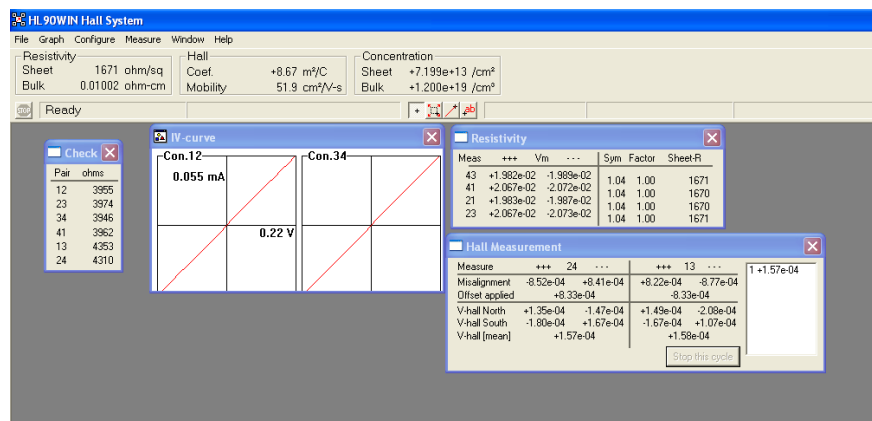 HL90WIN Hall System
File Graph Configure Measure Window Help
Resistivity Hall Concentration
Sheet 1671 ohm/sq Coef. +8.67 m²/C Sheet +7.199e+13 /cm²
Bulk 0.01002 ohm-cm Mobility 51.9 cm²/V-s Bulk +1.200e+19 /cm³
STOP Ready + ab
Check
Pair ohms
12 3955
23 3974
34 3946
41 3962
13 4353
24 4310
IV-curve
Con.12 Con.34
0.055 mA
0.22 V
Resistivity
Meas +++ Vm --- Sym Factor Sheet-R
43 +1.982e-02 -1.989e-02 1.04 1.00 1671
41 +2.067e-02 -2.072e-02 1.04 1.00 1670
21 +1.983e-02 -1.987e-02 1.04 1.00 1670
23 +2.067e-02 -2.073e-02 1.04 1.00 1671
Hall Measurement
Measure +++ 24 --- +++ 13 ---
Misalignment -8.52e-04 +8.41e-04 +8.22e-04 -8.77e-04
Offset applied +8.33e-04 -8.33e-04
V-hall North +1.35e-04 -1.47e-04 +1.49e-04 -2.08e-04
V-hall South -1.80e-04 +1.67e-04 -1.67e-04 +1.07e-04
V-hall [mean] +1.57e-04 +1.58e-04
1 +1.57e-04
Stop this cycle